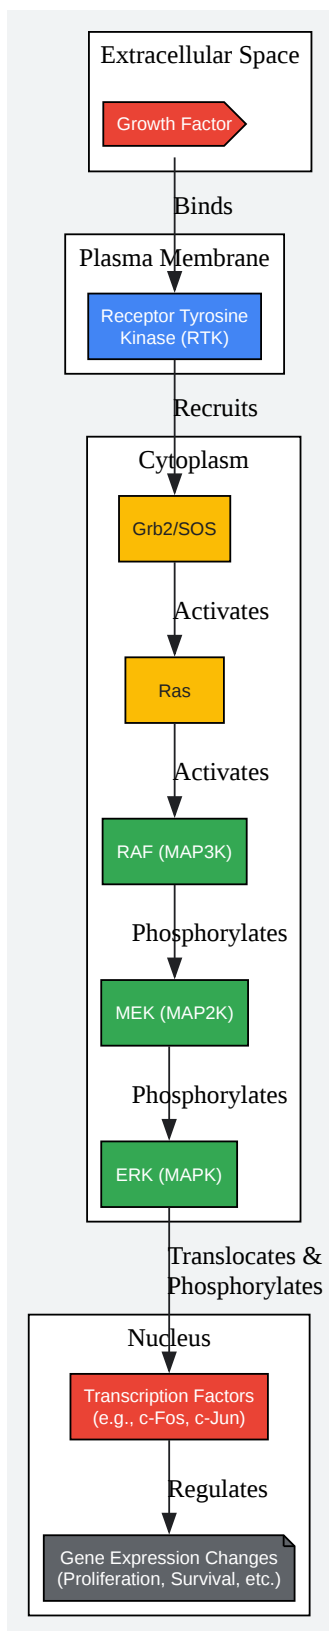 Extracellular Space
Growth Factor
Binds
Plasma Membrane
Receptor Tyrosine
Kinase (RTK)
Recruits
Cytoplasm
Grb2/SOS
Activates
Ras
Activates
RAF (MAP3K)
Phosphorylates
MEK (MAP2K)
Phosphorylates
ERK (MAPK)
Translocates &
Phosphorylates
Nucleus
Transcription Factors
(e.g., c-Fos, c-Jun)
Regulates
Gene Expression Changes
(Proliferation, Survival, etc.)